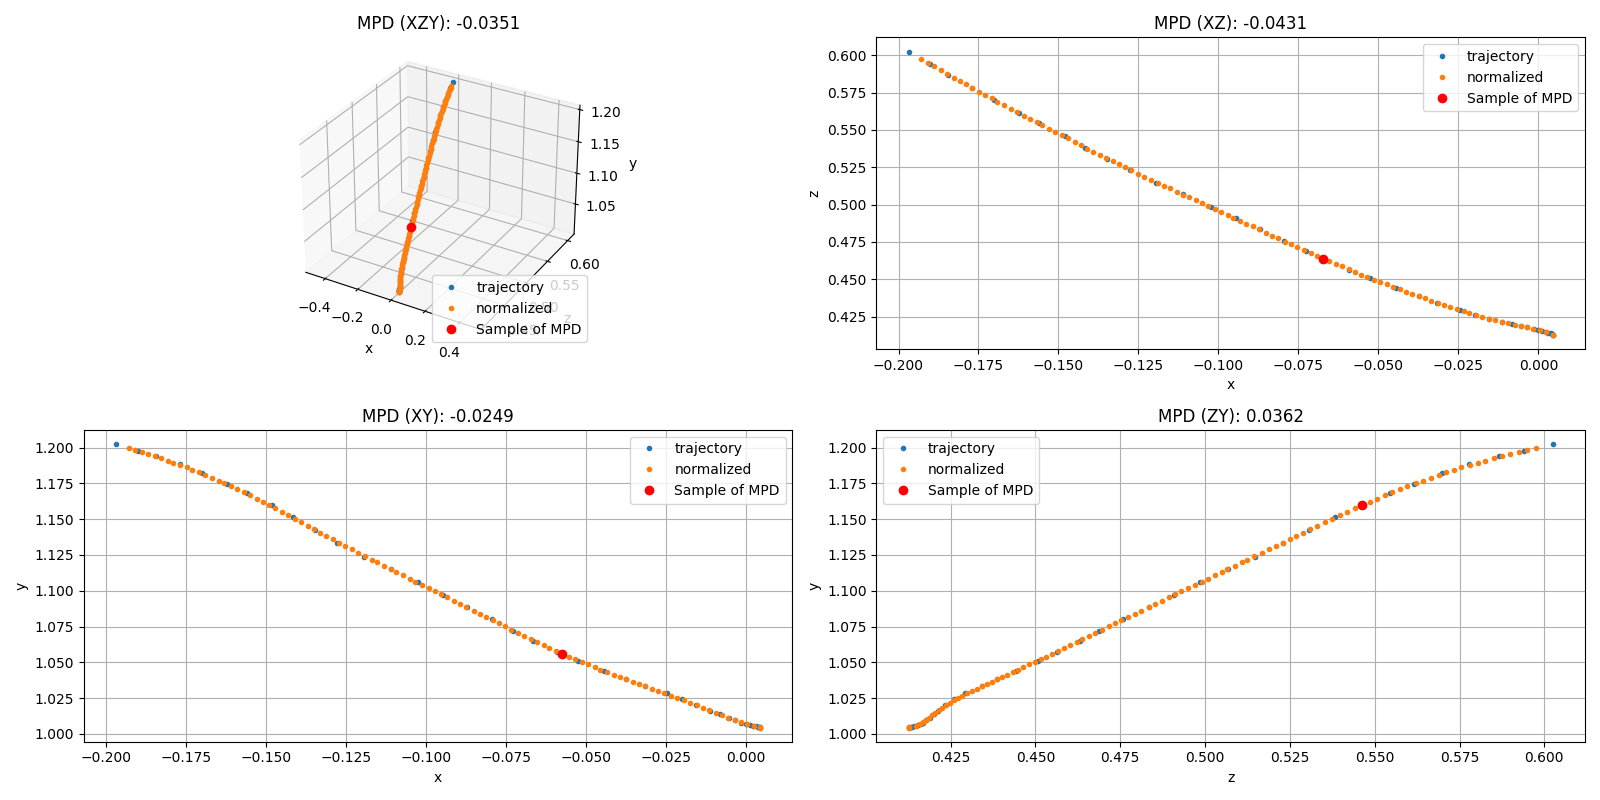 MPD (XZY): -0.0351
1.20
1.15
y
1.10
1.05
0.60
0.55
−0.4
−0.2
0.0
0.2
0.4
x
z
trajectory
normalized
Sample of MPD
MPD (XZ): -0.0431
0.600
0.575
0.550
0.525
0.500
0.475
0.450
0.425
z
−0.200 −0.175 −0.150 −0.125 −0.100 −0.075 −0.050 −0.025 0.000
x
trajectory
normalized
Sample of MPD
MPD (XY): -0.0249
1.200
1.175
1.150
1.125
1.100
1.075
1.050
1.025
1.000
y
−0.200 −0.175 −0.150 −0.125 −0.100 −0.075 −0.050 −0.025 0.000
x
trajectory
normalized
Sample of MPD
MPD (ZY): 0.0362
1.200
1.175
1.150
1.125
1.100
1.075
1.050
1.025
1.000
y
0.425 0.450 0.475 0.500 0.525 0.550 0.575 0.600
z
trajectory
normalized
Sample of MPD